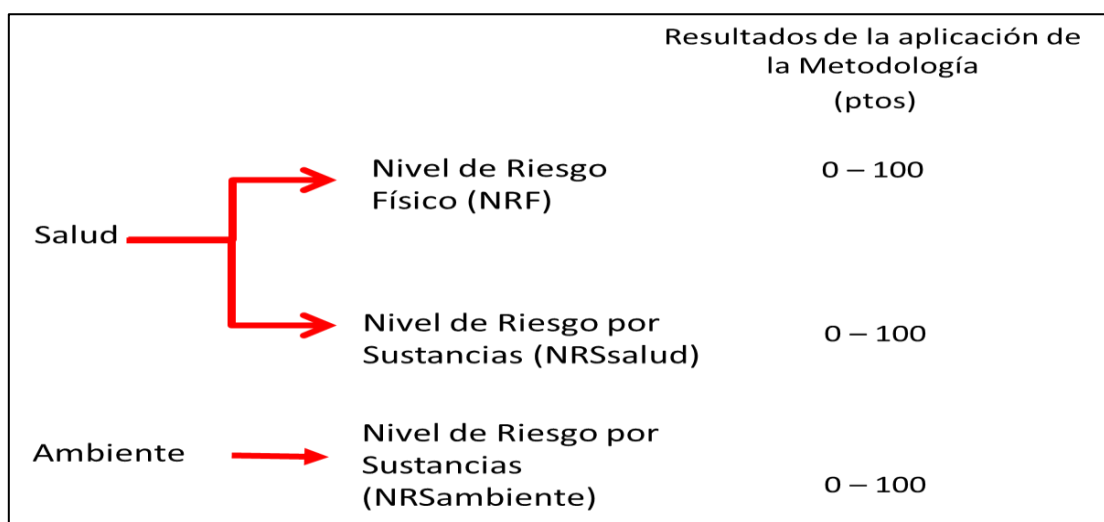 Resultados de la aplicación de
la Metodología
(ptos)
Salud
Nivel de Riesgo
Físico (NRF)
0 – 100
Nivel de Riesgo por
Sustancias (NRSsalud)
0 – 100
Ambiente
Nivel de Riesgo por
Sustancias
(NRSambiente)
0 – 100